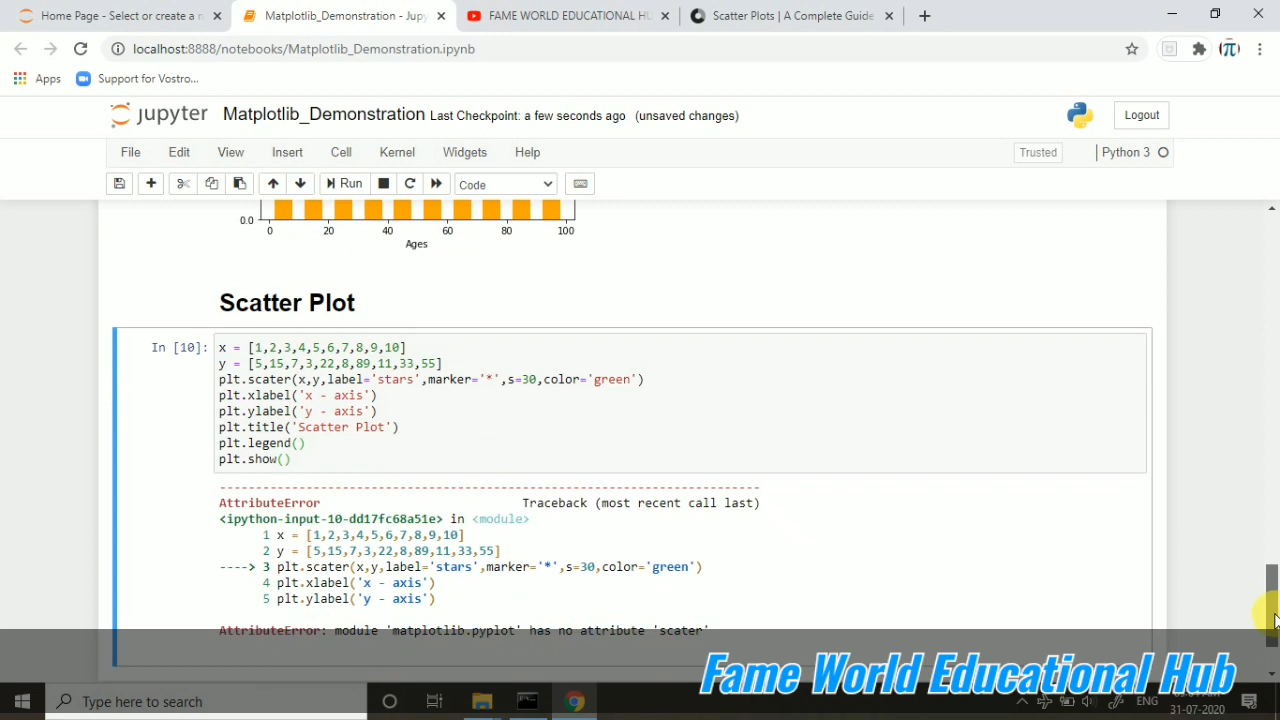 Home Page - Select or create a n
Matplotlib_Demonstration - Jup
FAME WORLD EDUCATIONAL HU
Scatter Plots | A Complete Guide
localhost:8888/notebooks/Matplotlib_Demonstration.ipynb
Apps
Support for Vostro...
jupyter
Matplotlib_Demonstration Last Checkpoint: a few seconds ago (unsaved changes)
Logout
File Edit View Insert Cell Kernel Widgets Help
Trusted
Python 3
Run
Code
0.0
0 20 40 60 80 100
Ages
Scatter Plot
In [10]:
x = [1,2,3,4,5,6,7,8,9,10]
y = [5,15,7,3,22,8,89,11,33,55]
plt.scater(x,y,label='stars',marker='*',s=30,color='green')
plt.xlabel('x - axis')
plt.ylabel('y - axis')
plt.title('Scatter Plot')
plt.legend()
plt.show()
---------------------------------------------------------------------------
AttributeError Traceback (most recent call last)
<ipython-input-10-dd17fc68a51e> in <module>
1 x = [1,2,3,4,5,6,7,8,9,10]
2 y = [5,15,7,3,22,8,89,11,33,55]
----> 3 plt.scater(x,y,label='stars',marker='*',s=30,color='green')
4 plt.xlabel('x - axis')
5 plt.ylabel('y - axis')
AttributeError: module 'matplotlib.pyplot' has no attribute 'scater'
Fame World Educational Hub
Type here to search
ENG
31-07-2020